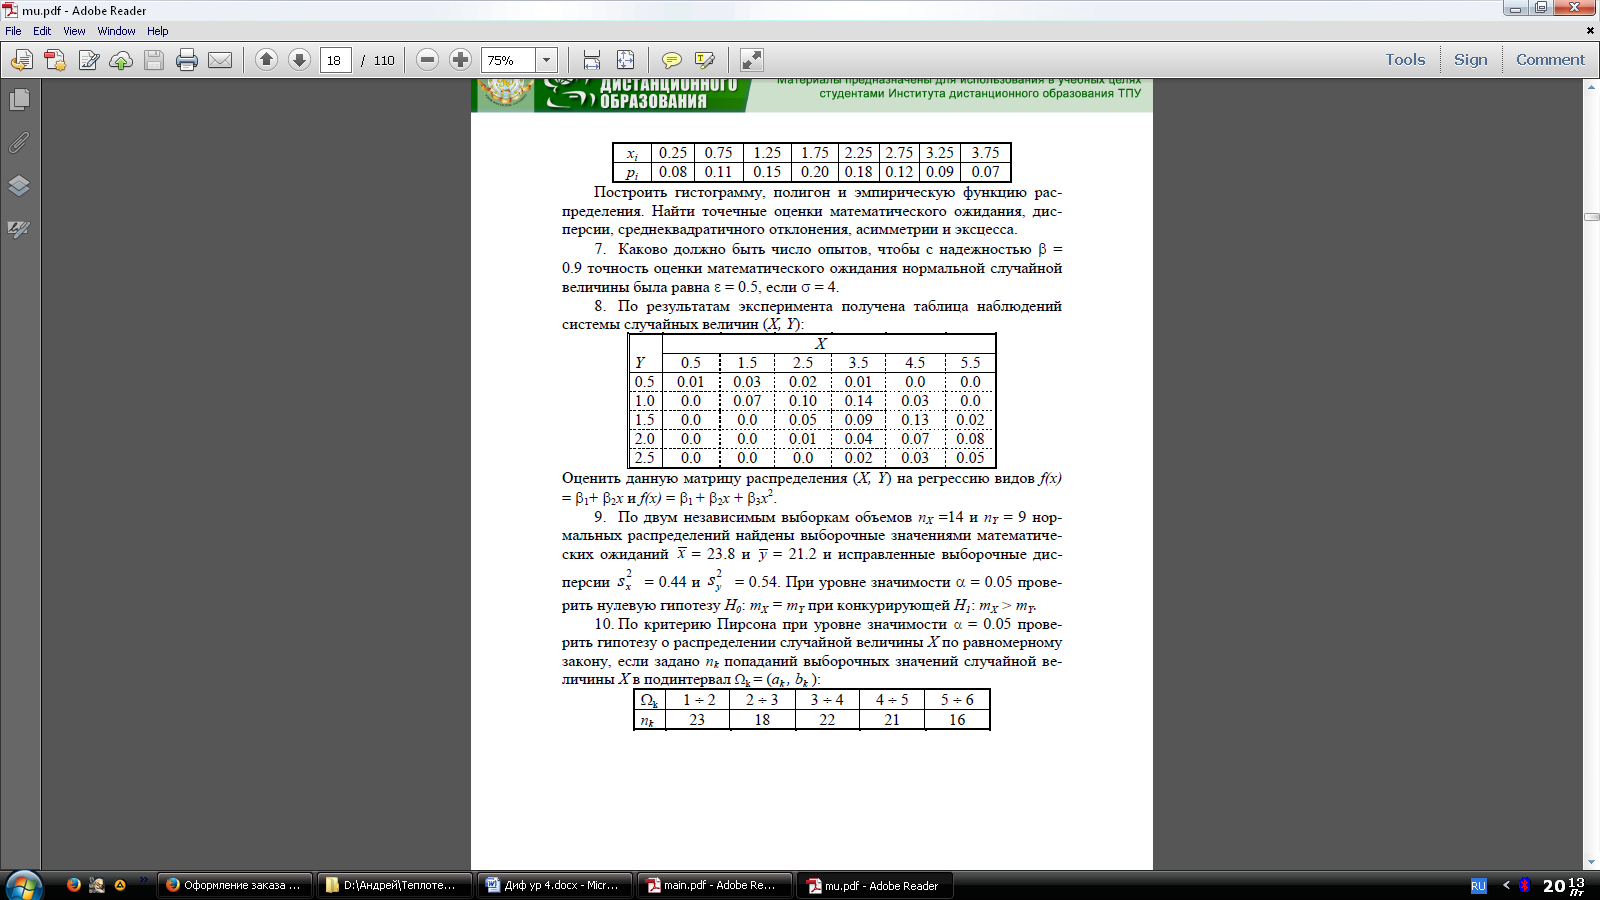 mu.pdf - Adobe Reader
File Edit View Window Help
18 / 110 75% Tools Sign Comment
ДИСТАНЦИОННОГО
ОБРАЗОВАНИЯ
Материалы предназначены для использования в учебных целях
студентами Института дистанционного образования ТПУ
xi 0.25 0.75 1.25 1.75 2.25 2.75 3.25 3.75
pi 0.08 0.11 0.15 0.20 0.18 0.12 0.09 0.07
Построить гистограмму, полигон и эмпирическую функцию рас-
пределения. Найти точечные оценки математического ожидания, дис-
персии, среднеквадратичного отклонения, асимметрии и эксцесса.
7. Каково должно быть число опытов, чтобы с надежностью β =
0.9 точность оценки математического ожидания нормальной случайной
величины была равна ε = 0.5, если σ = 4.
8. По результатам эксперимента получена таблица наблюдений
системы случайных величин (X, Y):
X
Y 0.5 1.5 2.5 3.5 4.5 5.5
0.5 0.01 0.03 0.02 0.01 0.0 0.0
1.0 0.0 0.07 0.10 0.14 0.03 0.0
1.5 0.0 0.0 0.05 0.09 0.13 0.02
2.0 0.0 0.0 0.01 0.04 0.07 0.08
2.5 0.0 0.0 0.0 0.02 0.03 0.05
Оценить данную матрицу распределения (X, Y) на регрессию видов f(x)
= β1+ β2x и f(x) = β1 + β2x + β3x².
9. По двум независимым выборкам объемов nX =14 и nY = 9 нор-
мальных распределений найдены выборочные значениями математиче-
ских ожиданий x̅ = 23.8 и y̅ = 21.2 и исправленные выборочные дис-
персии s²x = 0.44 и s²y = 0.54. При уровне значимости α = 0.05 прове-
рить нулевую гипотезу H0: mX = mY при конкурирующей H1: mX > mY.
10. По критерию Пирсона при уровне значимости α = 0.05 прове-
рить гипотезу о распределении случайной величины X по равномерному
закону, если задано nk попаданий выборочных значений случайной ве-
личины X в подинтервал Ωk = (ak, bk ):
Ωk 1 ÷ 2 2 ÷ 3 3 ÷ 4 4 ÷ 5 5 ÷ 6
nk 23 18 22 21 16
Оформление заказа ... D:\Андрей\Теплоте... Диф ур 4.docx - Micr... main.pdf - Adobe Re... mu.pdf - Adobe Reader RU 20 13
Пт